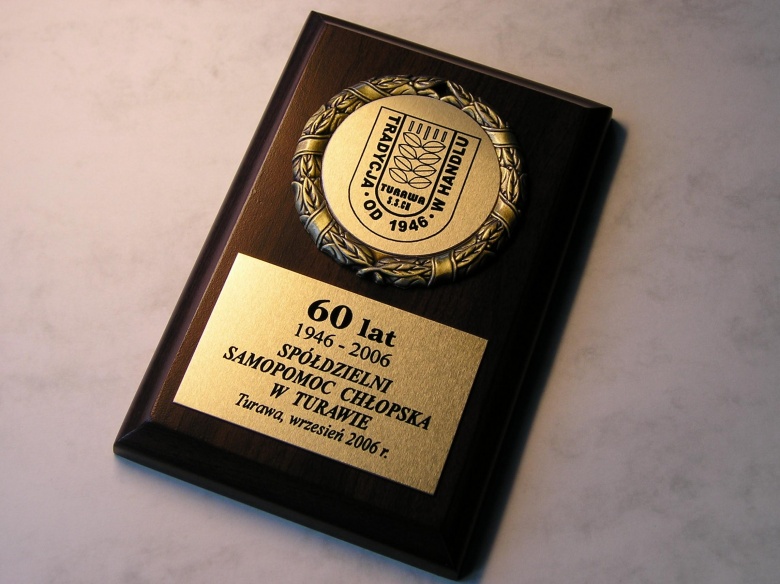 TRADYCJA · OD 1946 · W HANDLU
TURAWA
S.S.CH
60 lat
1946 - 2006
SPÓŁDZIELNI
SAMOPOMOC CHŁOPSKA
W TURAWIE
Turawa, wrzesień 2006 r.